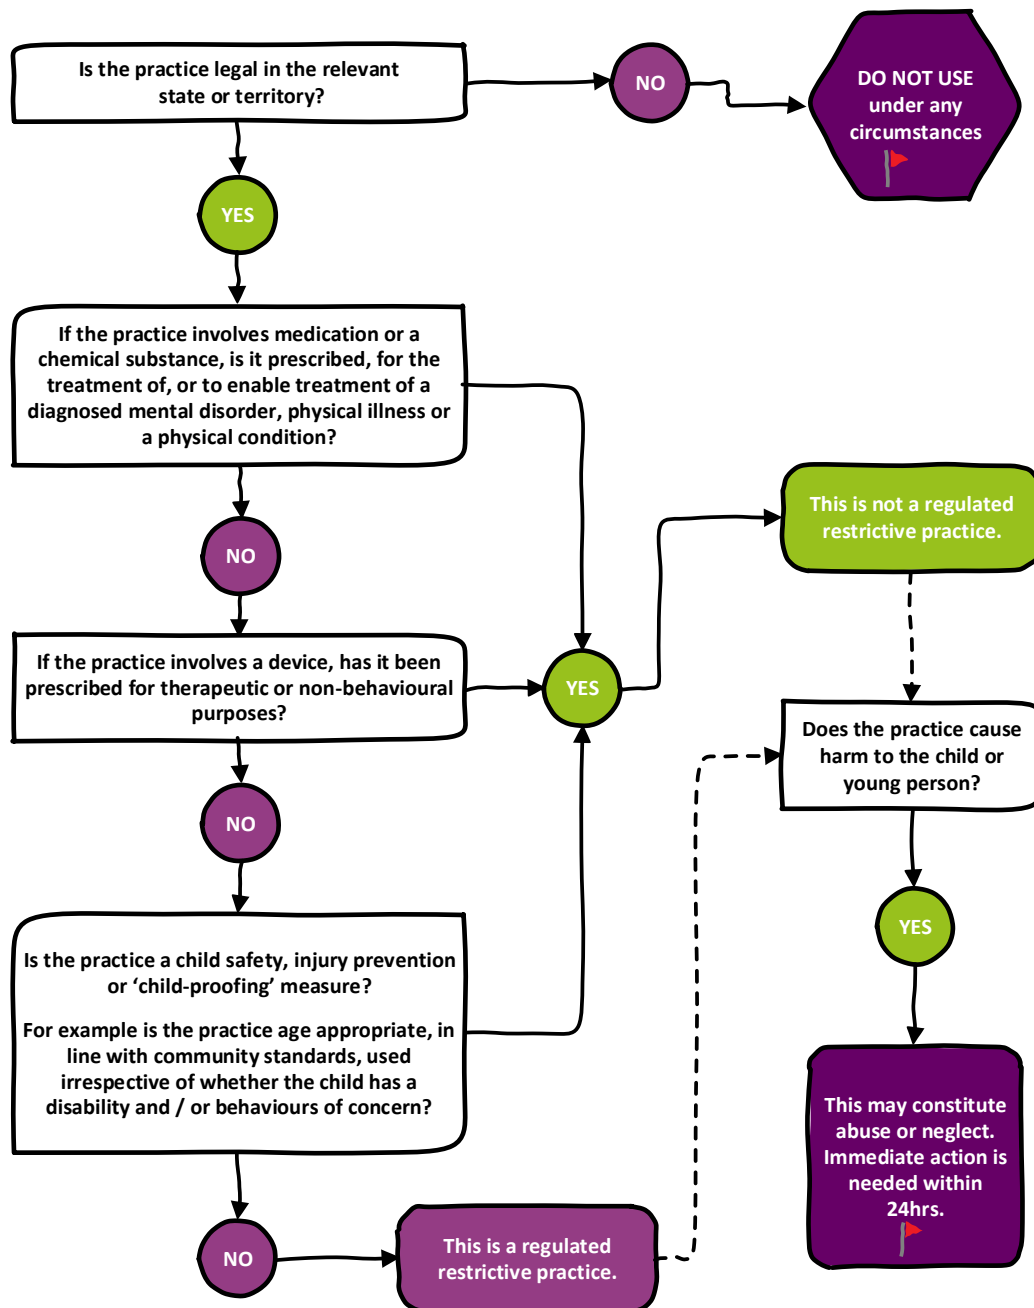 Is the practice legal in the relevant
state or territory?
NO
DO NOT USE
under any
circumstances
YES
If the practice involves medication or a
chemical substance, is it prescribed, for the
treatment of, or to enable treatment of a
diagnosed mental disorder, physical illness or
a physical condition?
NO
This is not a regulated
restrictive practice.
If the practice involves a device, has it been
prescribed for therapeutic or non-behavioural
purposes?
YES
Does the practice cause
harm to the child or
young person?
NO
YES
Is the practice a child safety, injury prevention
or ‘child-proofing’ measure?
For example is the practice age appropriate, in
line with community standards, used
irrespective of whether the child has a
disability and / or behaviours of concern?
This may constitute
abuse or neglect.
Immediate action is
needed within
24hrs.
NO
This is a regulated
restrictive practice.